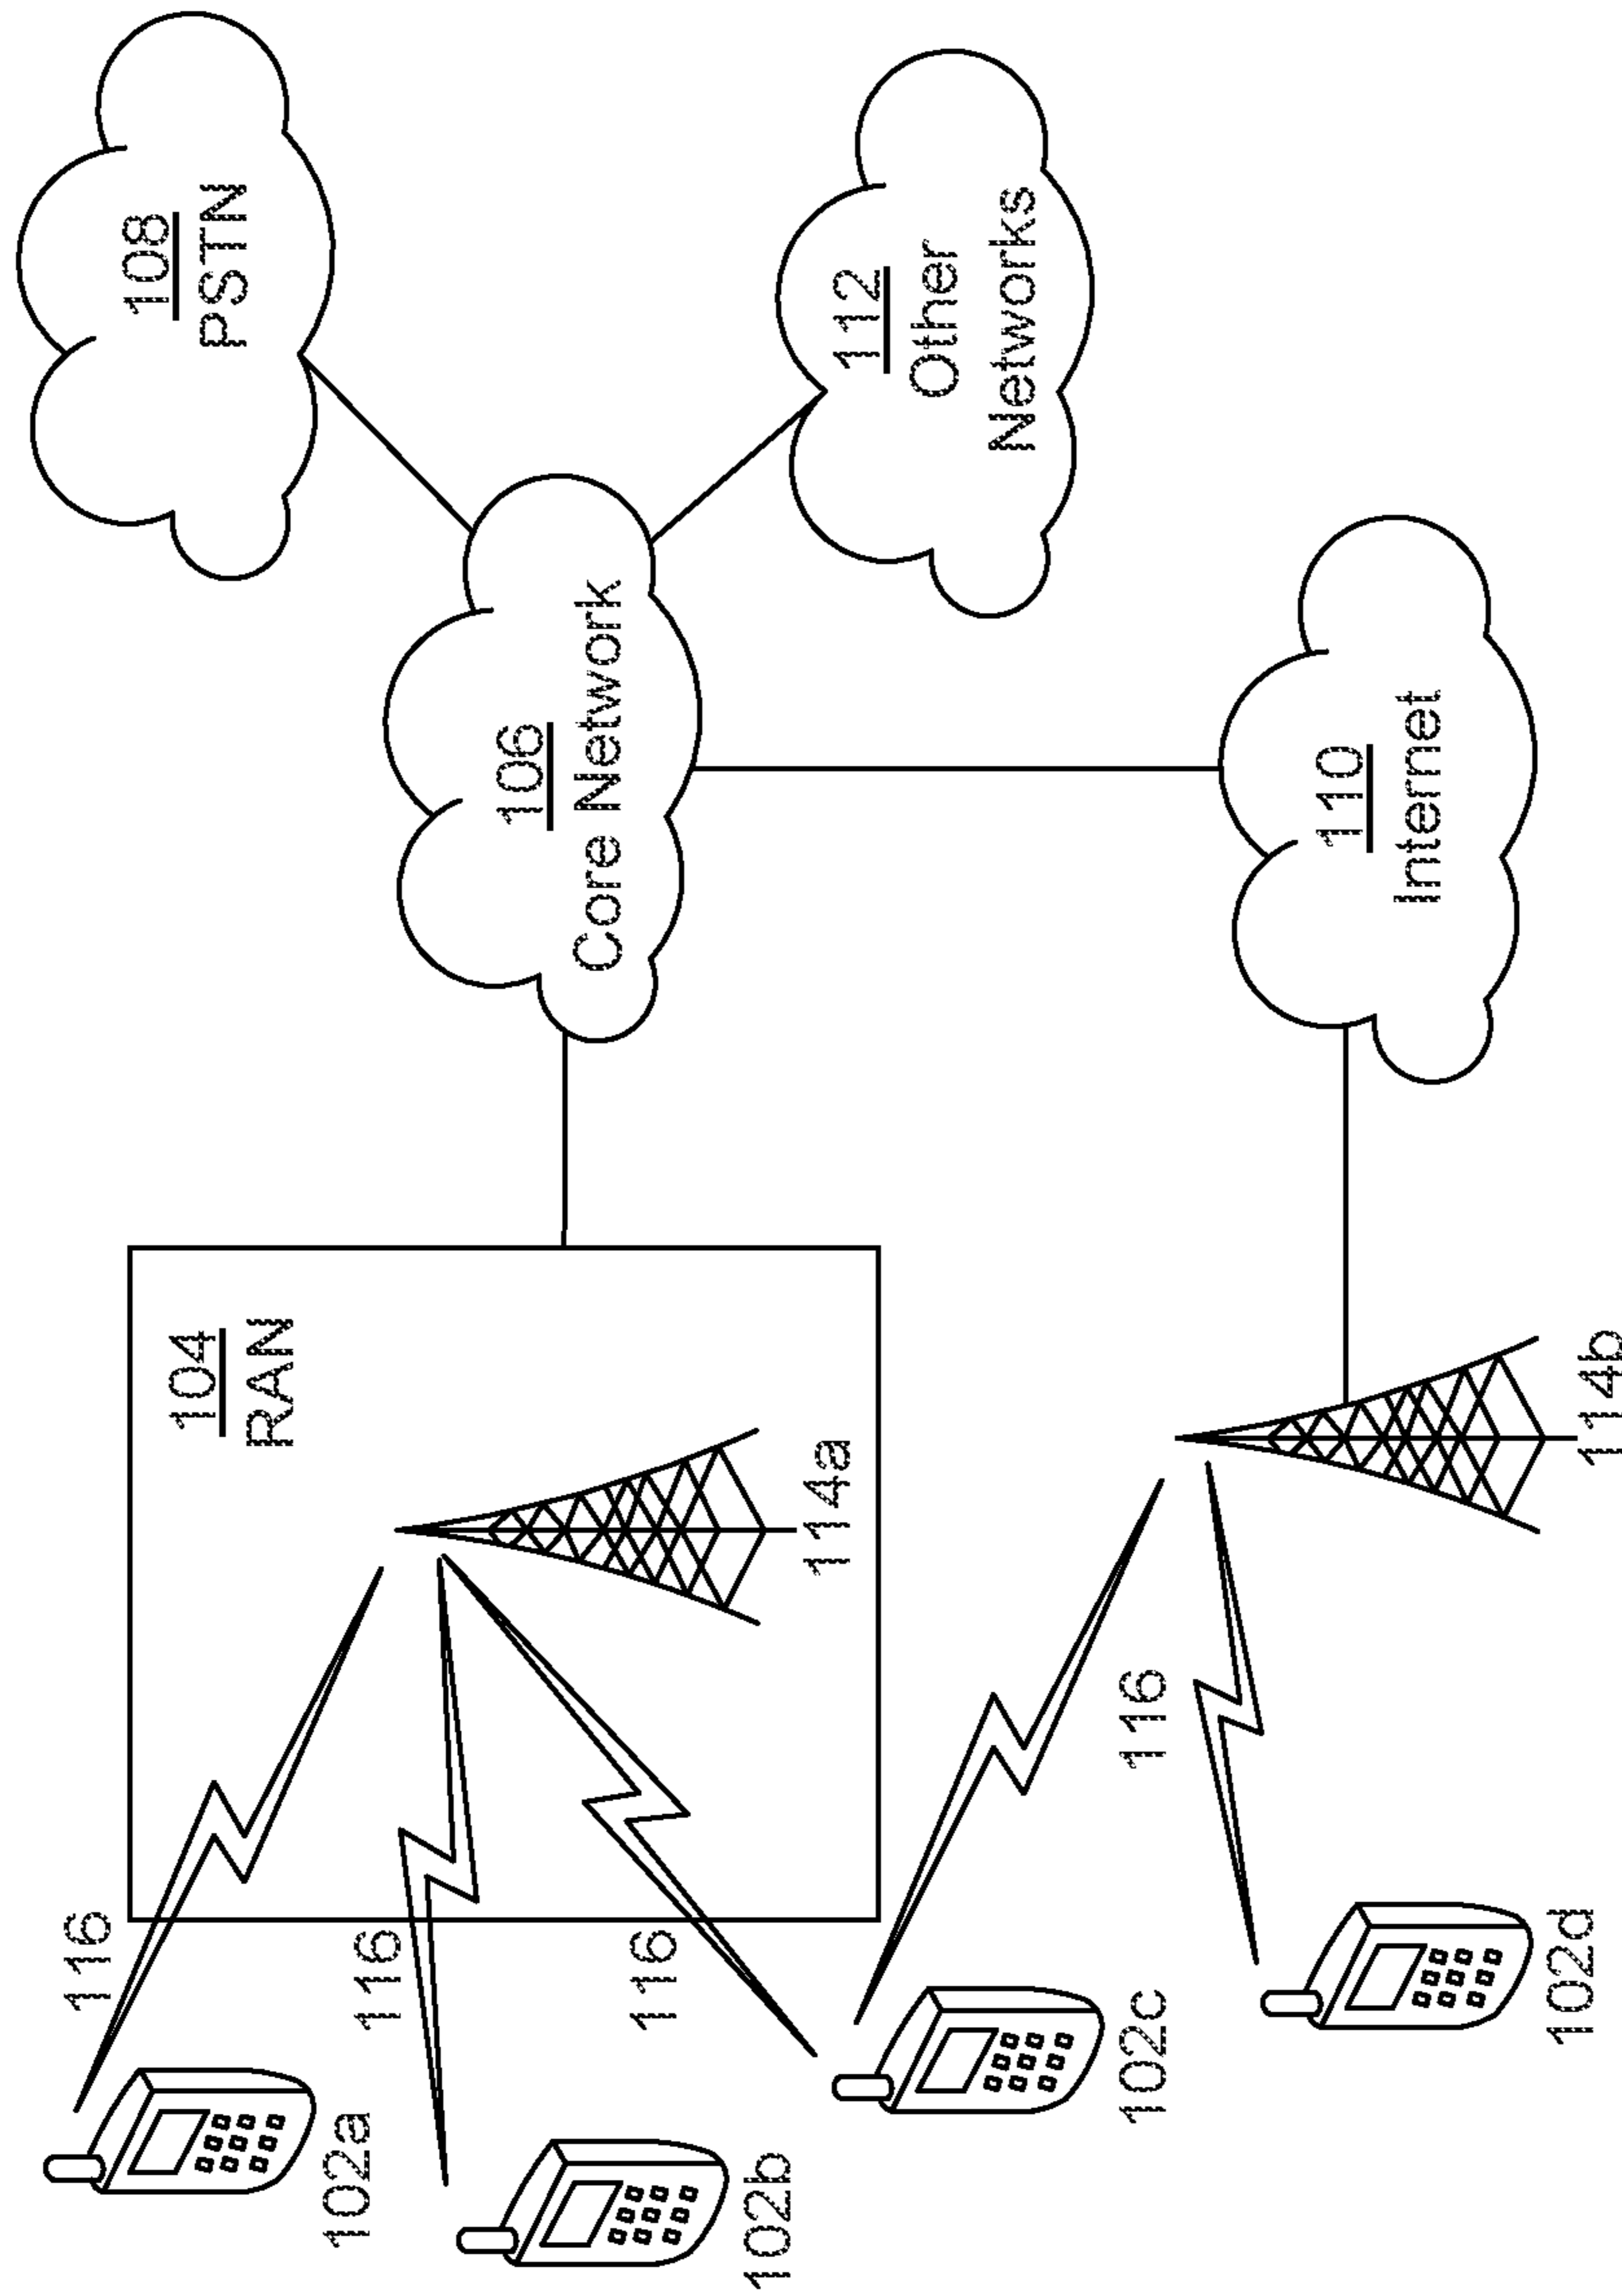 116
102a
116
102b
116
102c
116
102d
104
RAN
114a
114b
106
Core Network
108
PSTN
112
Other
Networks
110
Internet